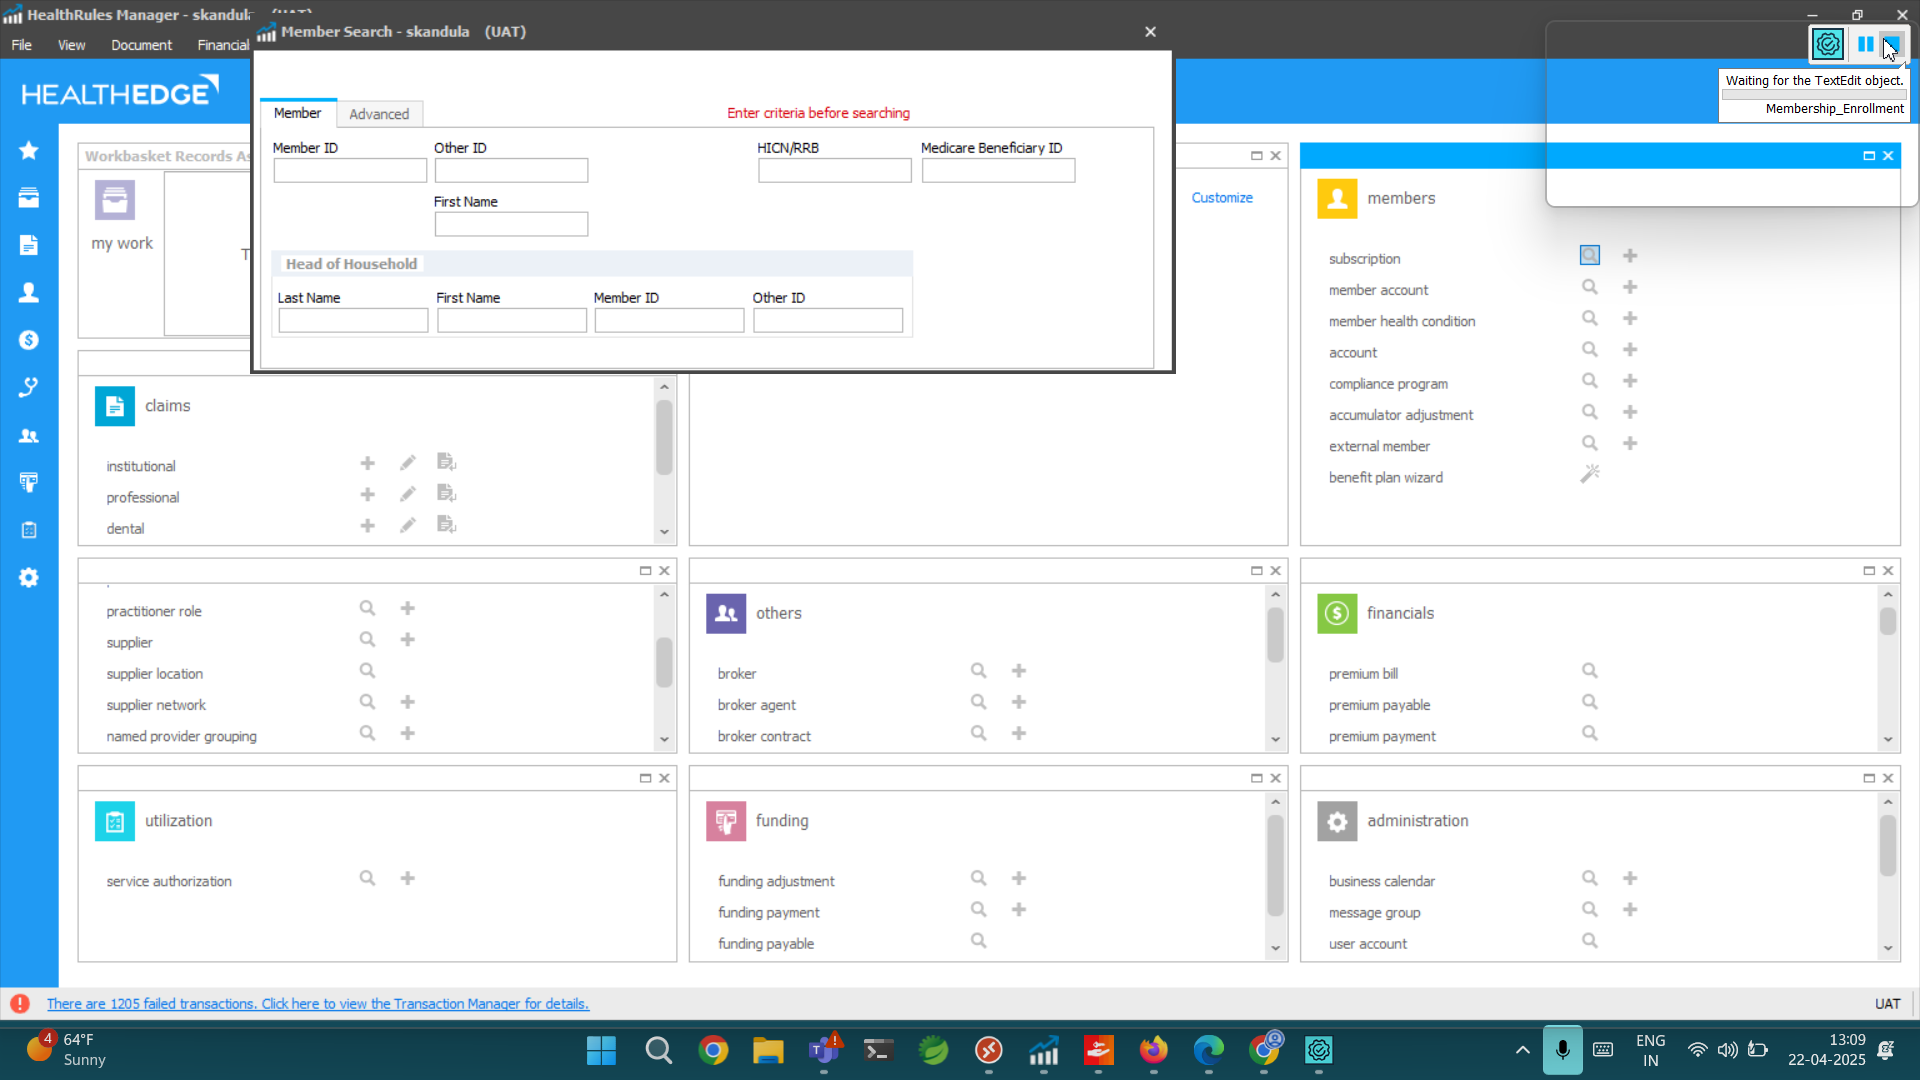 HealthRules Manager - skandula (UAT)
Member Search - skandula (UAT)
File View Document Financial
HEALTHEDGE
Waiting for the TextEdit object.
Membership_Enrollment
Member Advanced
Enter criteria before searching
Member ID Other ID HICN/RRB Medicare Beneficiary ID
First Name
Head of Household
Last Name First Name Member ID Other ID
Workbasket Records As
my work
T
Customize
members
subscription
member account
member health condition
account
compliance program
accumulator adjustment
external member
benefit plan wizard
claims
institutional
professional
dental
practitioner role
supplier
supplier location
supplier network
named provider grouping
others
broker
broker agent
broker contract
financials
premium bill
premium payable
premium payment
utilization
service authorization
funding
funding adjustment
funding payment
funding payable
administration
business calendar
message group
user account
There are 1205 failed transactions. Click here to view the Transaction Manager for details.
UAT
4
64°F
Sunny
ENG
IN
13:09
22-04-2025